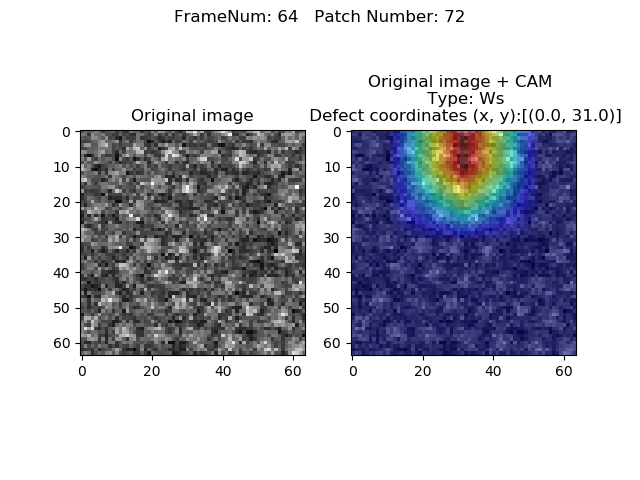 FrameNum: 64   Patch Number: 72
Original image
Original image + CAM
Type: Ws
Defect coordinates (x, y):[(0.0, 31.0)]
0
10
20
30
40
50
60
0 20 40 60
0
10
20
30
40
50
60
0 20 40 60